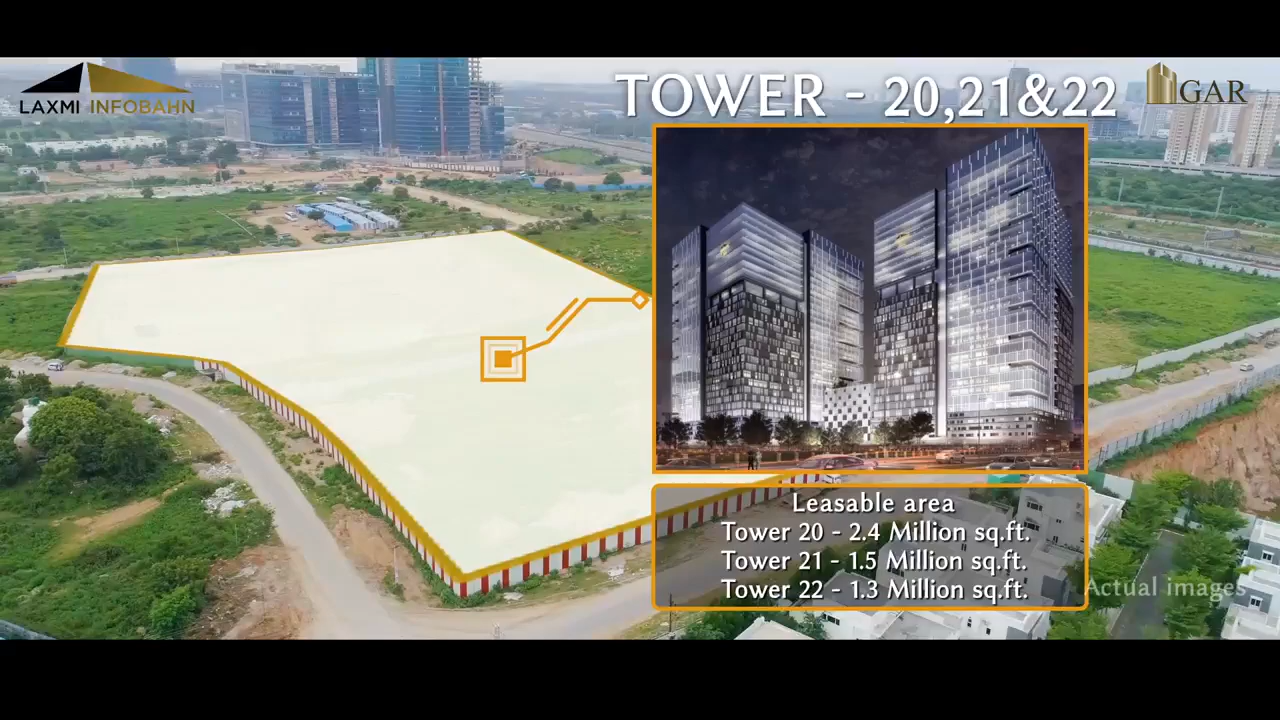 LAXMI INFOBAHN
TOWER - 20,21&22
GAR
Leasable area
Tower 20 - 2.4 Million sq.ft.
Tower 21 - 1.5 Million sq.ft.
Tower 22 - 1.3 Million sq.ft.
Actual images